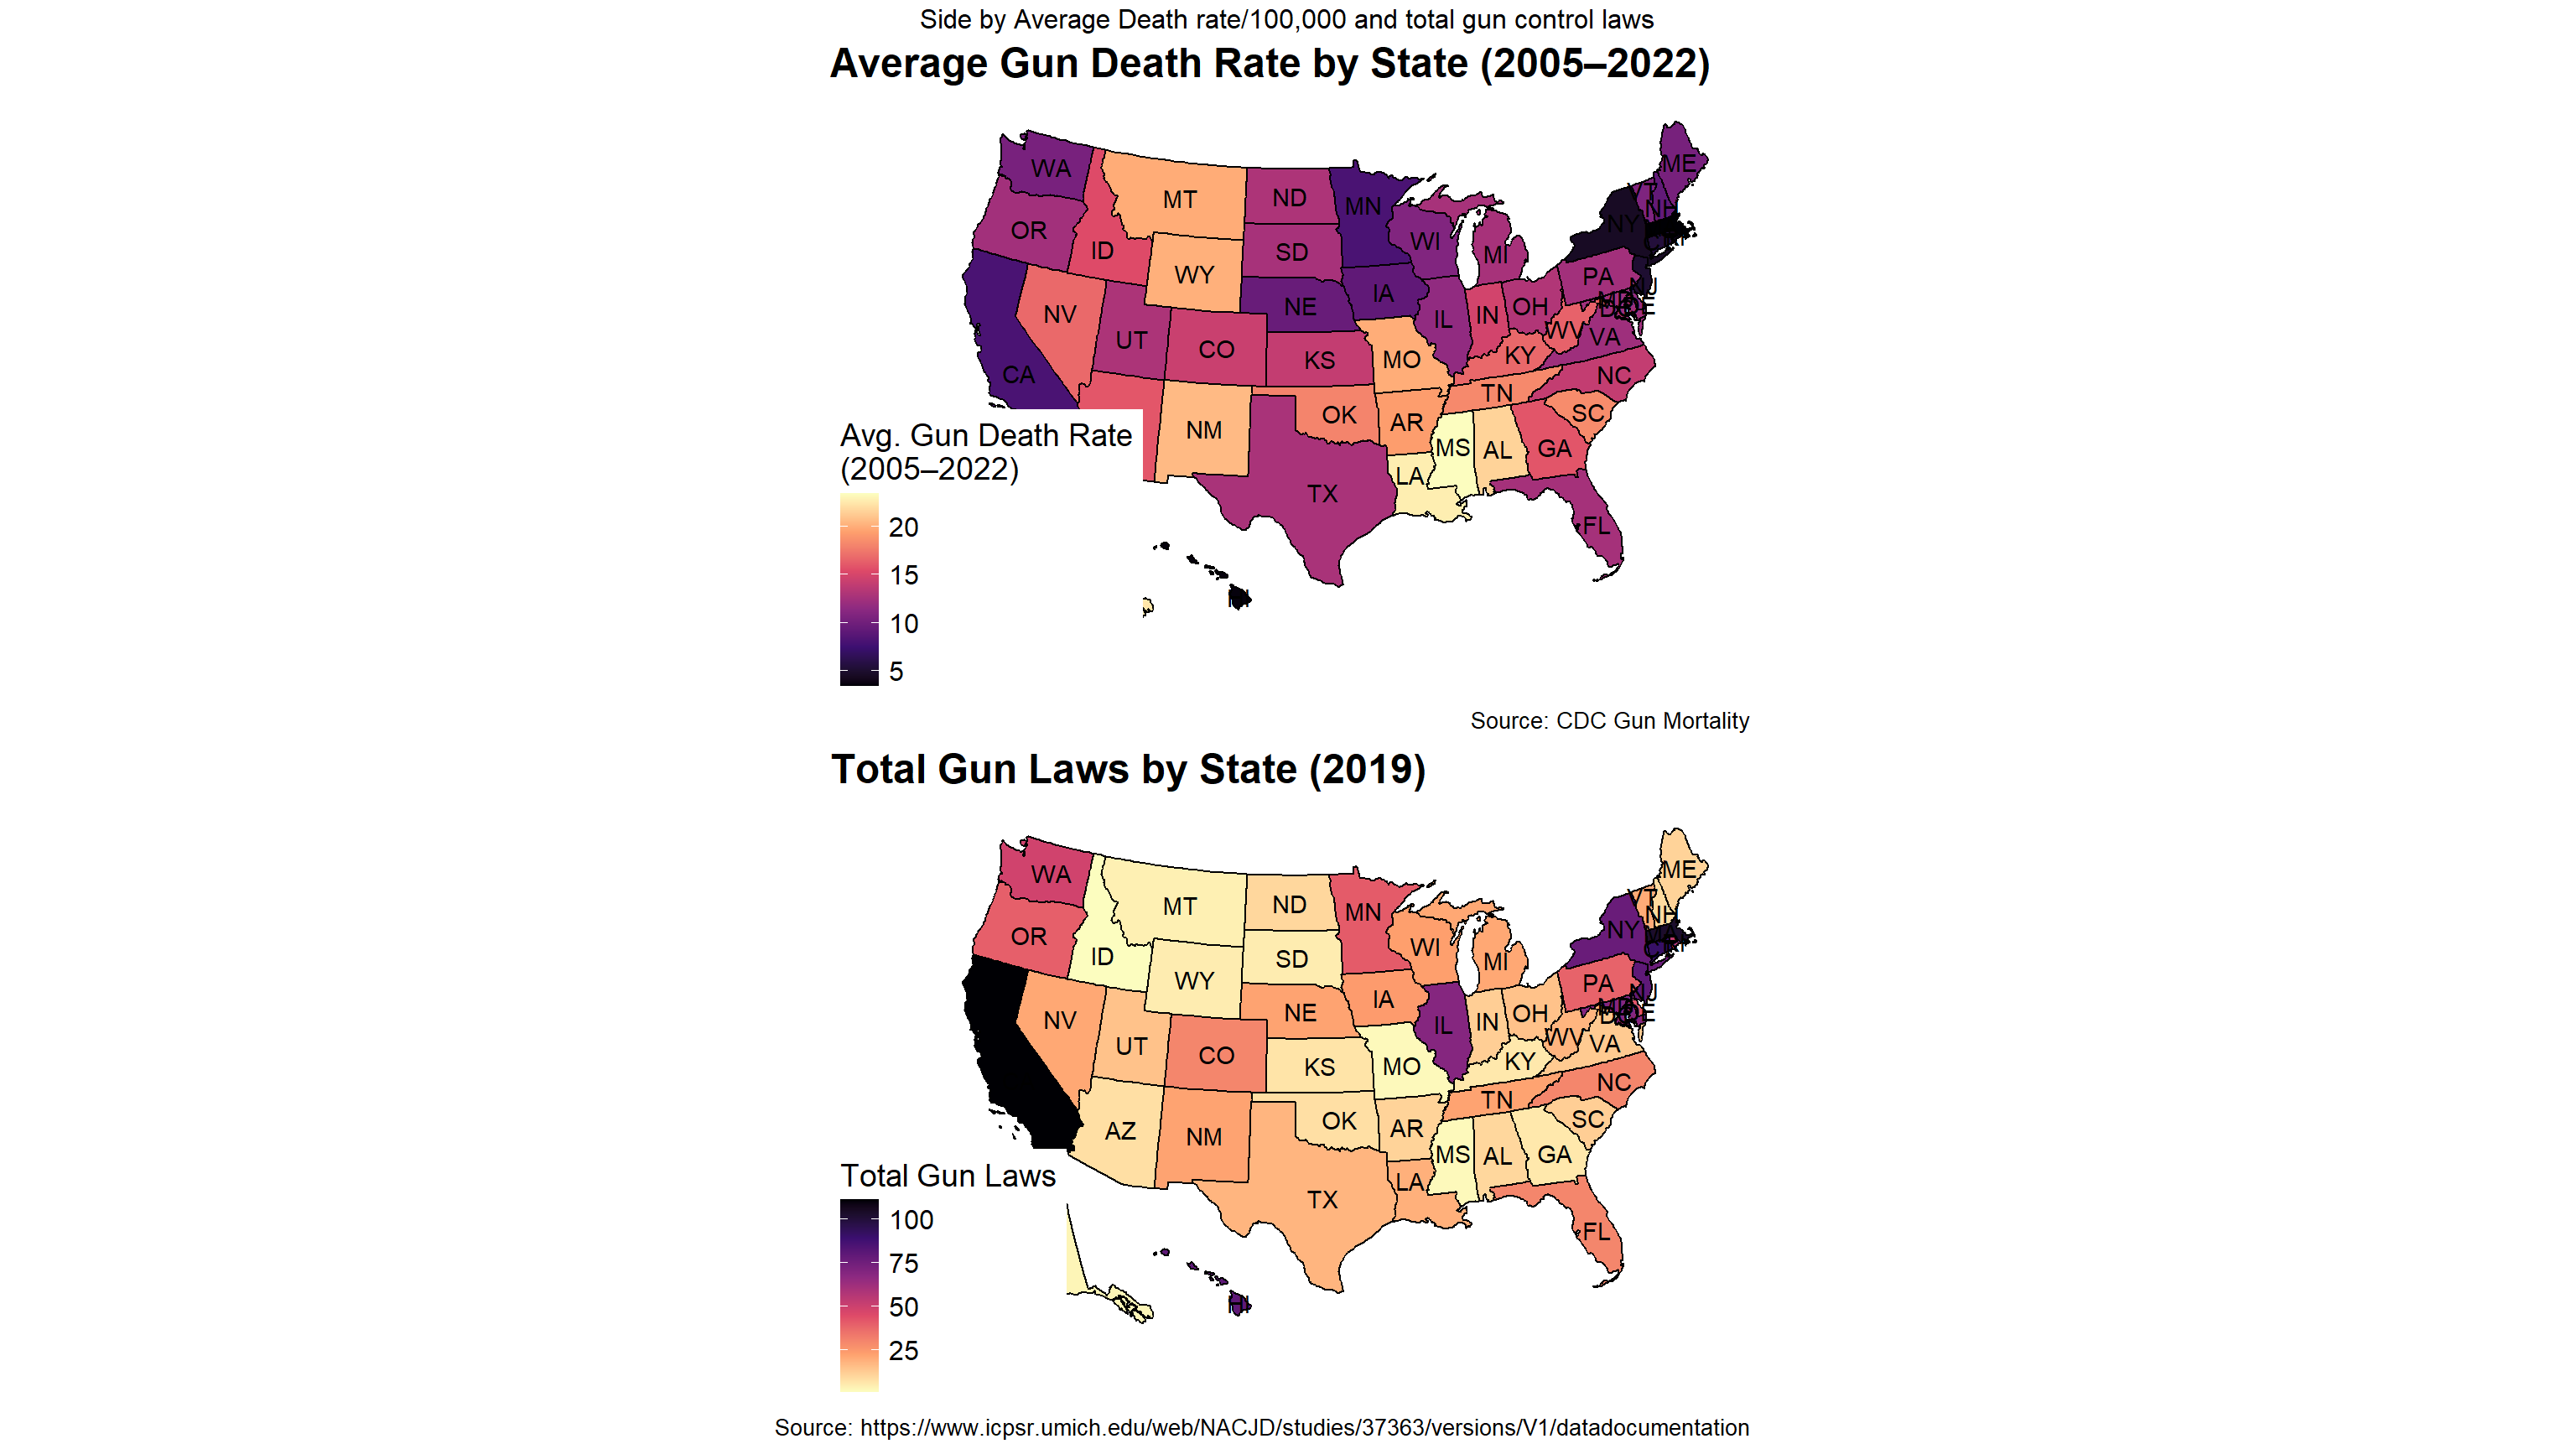 Side by Average Death rate/100,000 and total gun control laws
Average Gun Death Rate by State (2005–2022)
WA
ME
MT
ND
MN
VT
NH
OR
ID
SD
WI
MI
NY
WY
PA
NJ
NE
IA
DE
NV
UT
CO
IL
IN
OH
WV
VA
CA
KS
MO
KY
NC
TN
NM
OK
AR
SC
MS
AL
GA
LA
TX
FL
HI
Avg. Gun Death Rate
(2005–2022)
20
15
10
5
Source: CDC Gun Mortality
Total Gun Laws by State (2019)
WA
ME
MT
ND
MN
VT
NH
OR
ID
SD
WI
MI
NY
MA
WY
PA
NJ
NE
IA
DE
NV
UT
CO
IL
IN
OH
WV
VA
KS
MO
KY
NC
TN
AZ
NM
OK
AR
SC
MS
AL
GA
LA
TX
FL
HI
Total Gun Laws
100
75
50
25
Source: https://www.icpsr.umich.edu/web/NACJD/studies/37363/versions/V1/datadocumentation